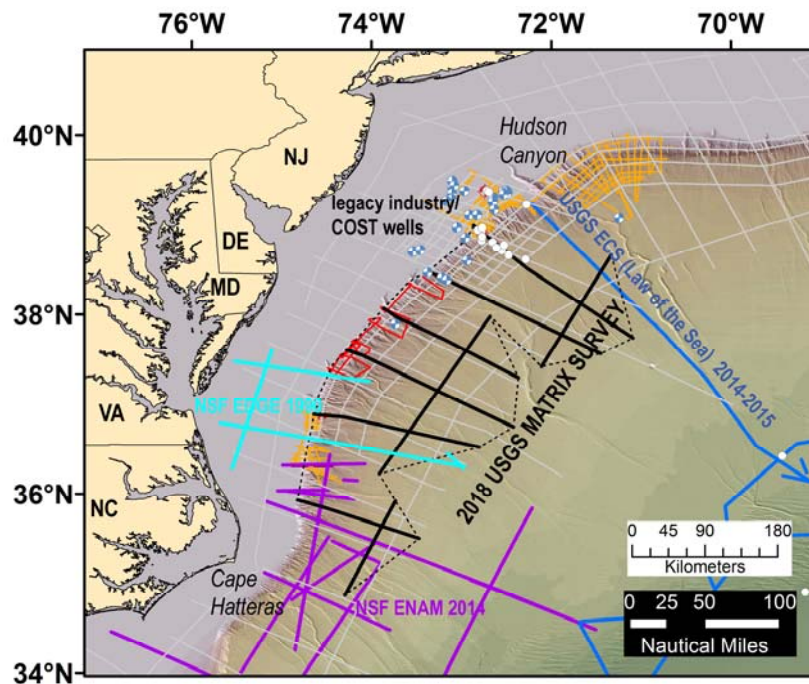 76°W 74°W 72°W 70°W
40°N
38°N
36°N
34°N
Hudson
Canyon
NJ
legacy industry/
COST wells
DE
MD
VA
NC
USGS ECS (Law of the Sea) 2014-2015
2018 USGS MATRIX SURVEY
NSF EDGE 1990
Cape
Hatteras
NSF ENAM 2014
0 45 90 180
Kilometers
0 25 50 100
Nautical Miles